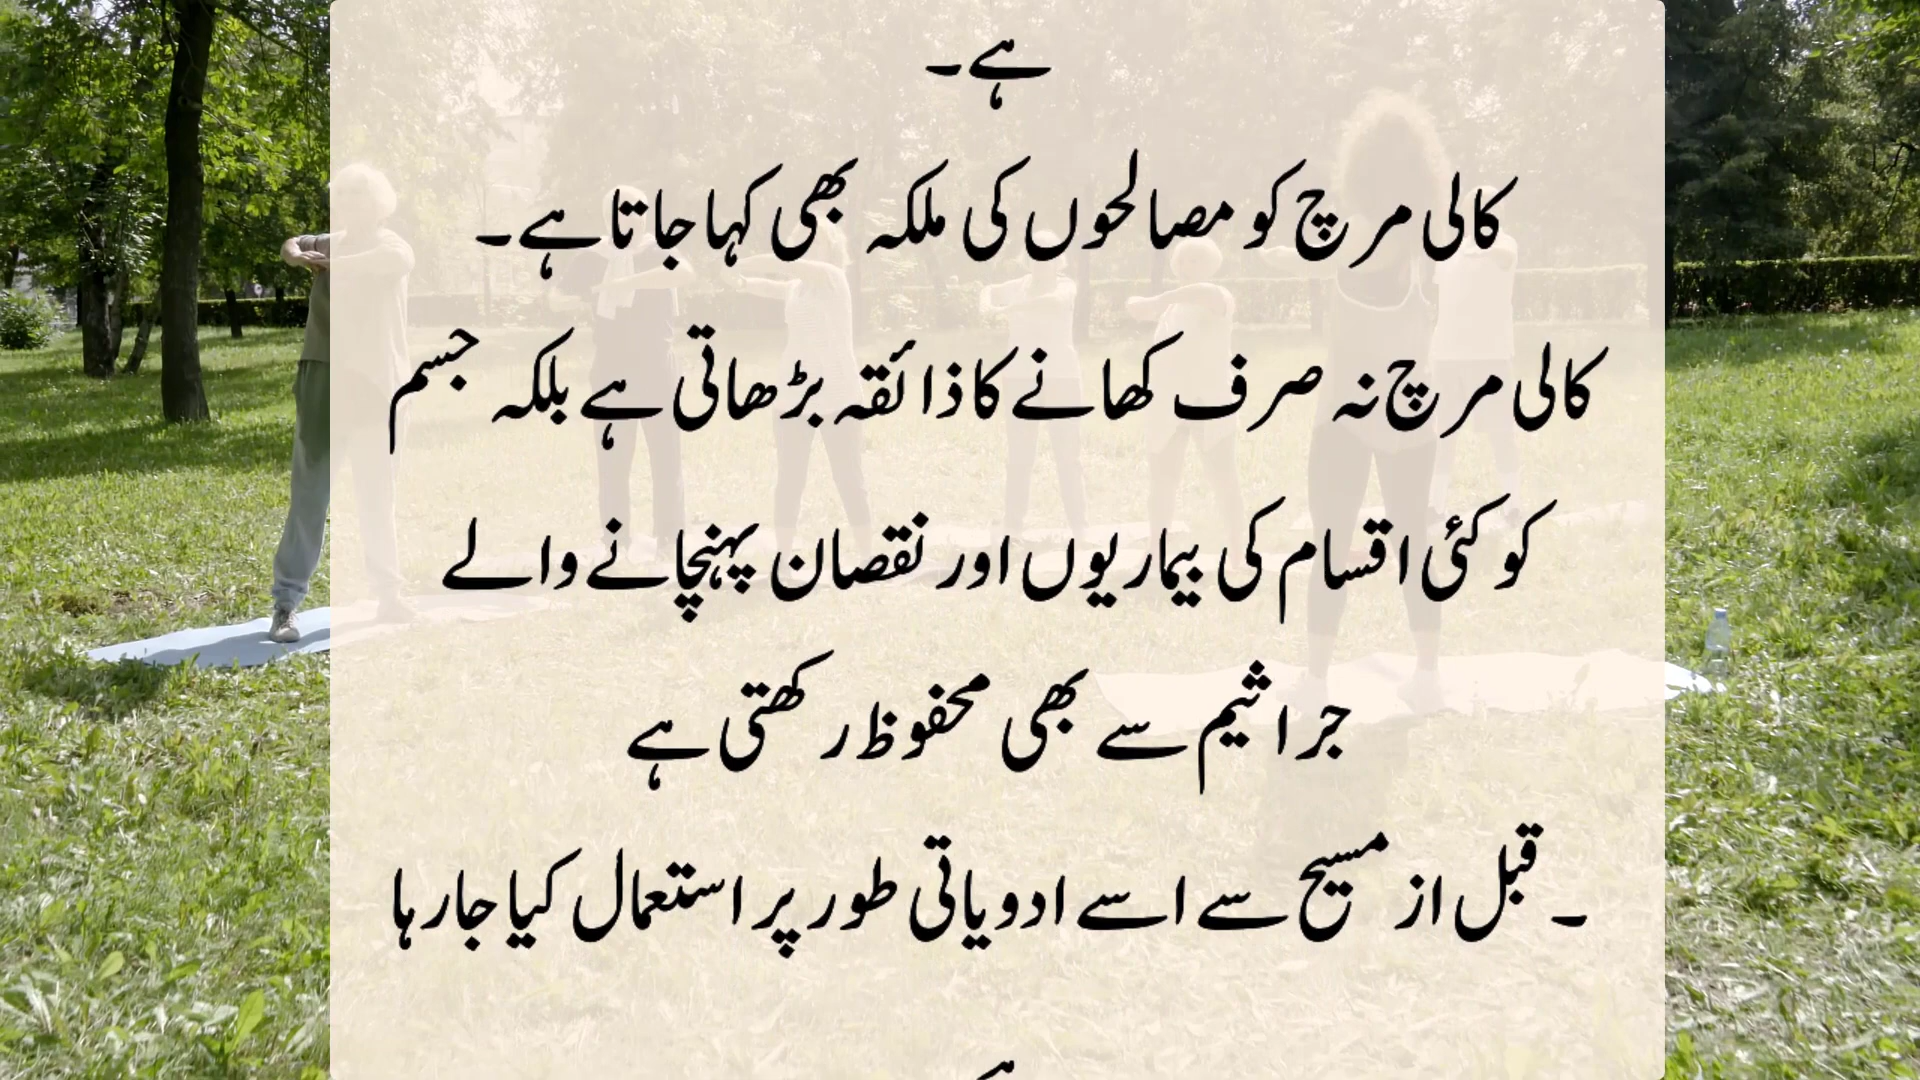 ہے۔
کالی مرچ کو مصالحوں کی ملکہ بھی کہا جاتا ہے۔
کالی مرچ نہ صرف کھانے کا ذائقہ بڑھاتی ہے بلکہ جسم
کو کئی اقسام کی بیماریوں اور نقصان پہنچانے والے
جراثیم سے بھی محفوظ رکھتی ہے
۔ قبل از مسیح سے اسے ادویاتی طور پر استعمال کیا جا رہا